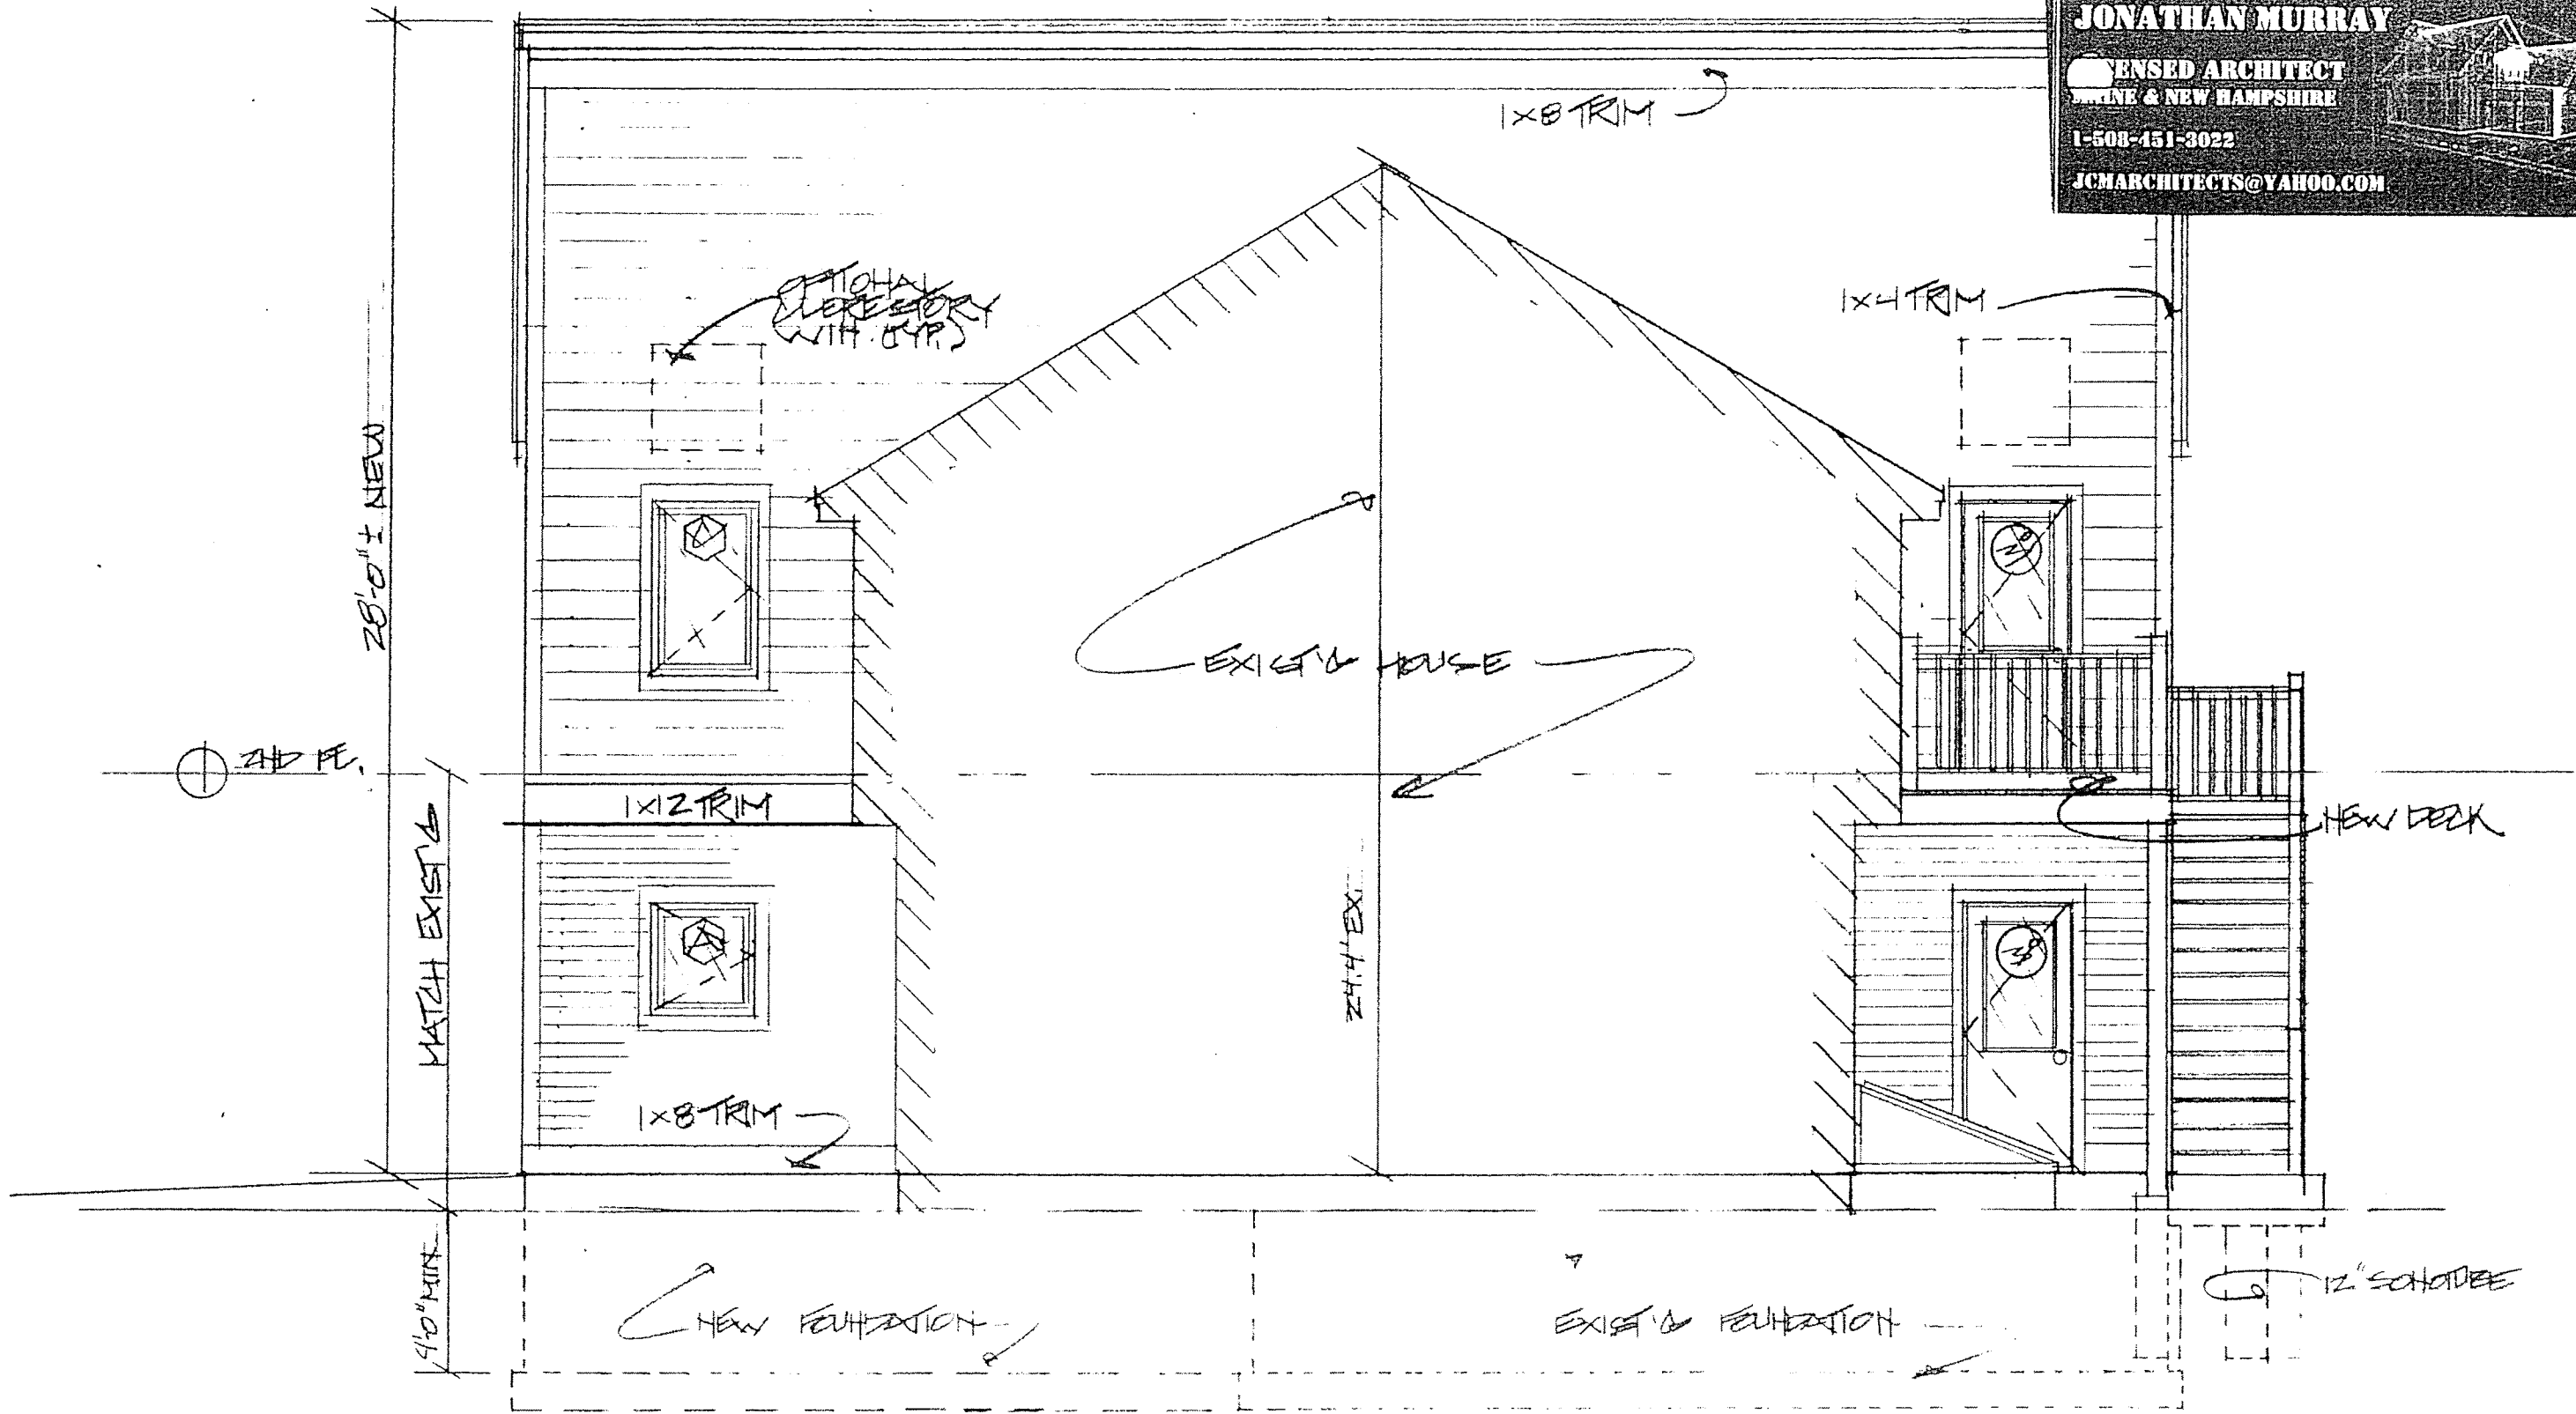 JONATHAN MURRAY
ENSED ARCHITECT
& NEW HAMPSHIRE
1-508-451-3022
JCMARCHITECTS@YAHOO.COM
1x8 TRIM
OPTIONAL
CLERESTORY
(TYP.)
1x4 TRIM
28'-0" ± NEW
EXIST'G HOUSE
2ND FL.
1x12 TRIM
NEW DECK
MATCH EXIST'G
24'4" EX.
1x8 TRIM
4'0" MIN.
NEW FOUNDATION
EXIST'G FOUNDATION
12" SONOTUBE